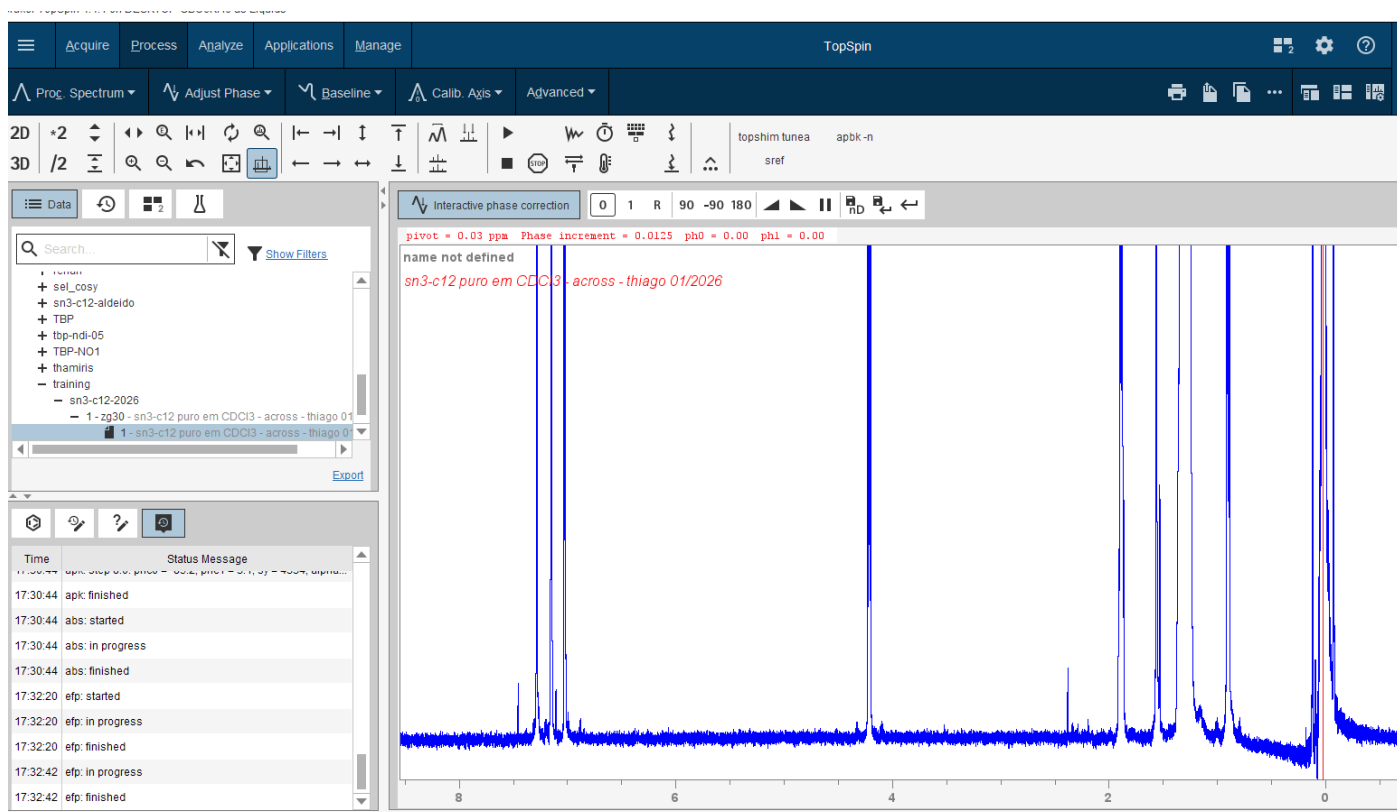 Acquire Process Analyze Applications Manage TopSpin 2
Proc. Spectrum Adjust Phase Baseline Calib. Axis Advanced ...
2D *2
topshim tunea apbk -n
3D /2 STOP sref
Data 2
Interactive phase correction 0 1 R 90 -90 180 nD
Search... Show Filters
pivot = 0.03 ppm Phase increment = 0.0125 ph0 = 0.00 ph1 = 0.00
name not defined
sn3-c12 puro em CDCl3 - across - thiago 01/2026
sel_cosy
sn3-c12-aldeido
TBP
tbp-ndi-05
TBP-NO1
thamiris
training
sn3-c12-2026
1 - zg30 - sn3-c12 puro em CDCl3 - across - thiago 01
1 - sn3-c12 puro em CDCl3 - across - thiago 01
Export
Time Status Message
17:30:44 apk: finished
17:30:44 abs: started
17:30:44 abs: in progress
17:30:44 abs: finished
17:32:20 efp: started
17:32:20 efp: in progress
17:32:20 efp: finished
17:32:42 efp: in progress
17:32:42 efp: finished
8 6 4 2 0